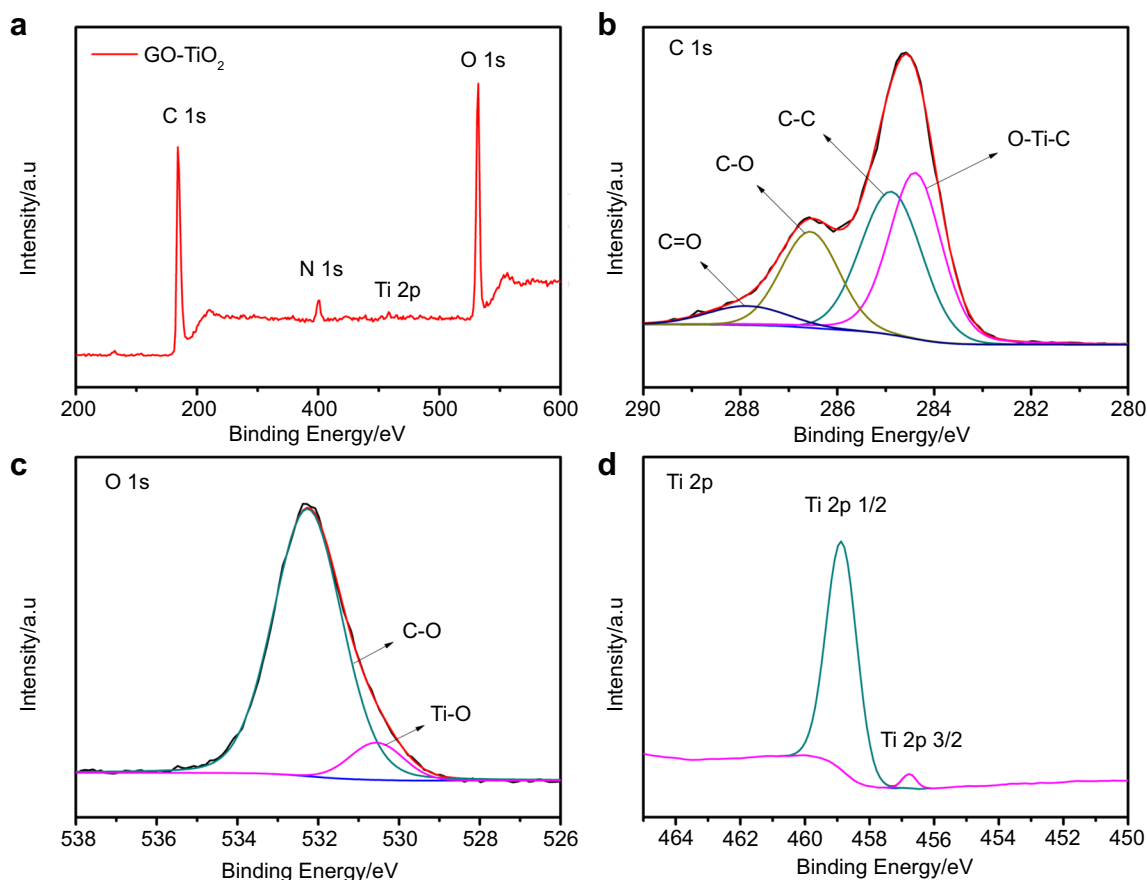 a
GO-TiO₂
C 1s
N 1s
Ti 2p
O 1s
Intensity/a.u
200 200 400 500 600
Binding Energy/eV
b
C 1s
C-C
O-Ti-C
C-O
C=O
Intensity/a.u
290 288 286 284 282 280
Binding Energy/eV
c
O 1s
C-O
Ti-O
Intensity/a.u
538 536 534 532 530 528 526
Binding Energy/eV
d
Ti 2p
Ti 2p 1/2
Ti 2p 3/2
Intensity/a.u
464 462 460 458 456 454 452 450
Binding Energy/eV